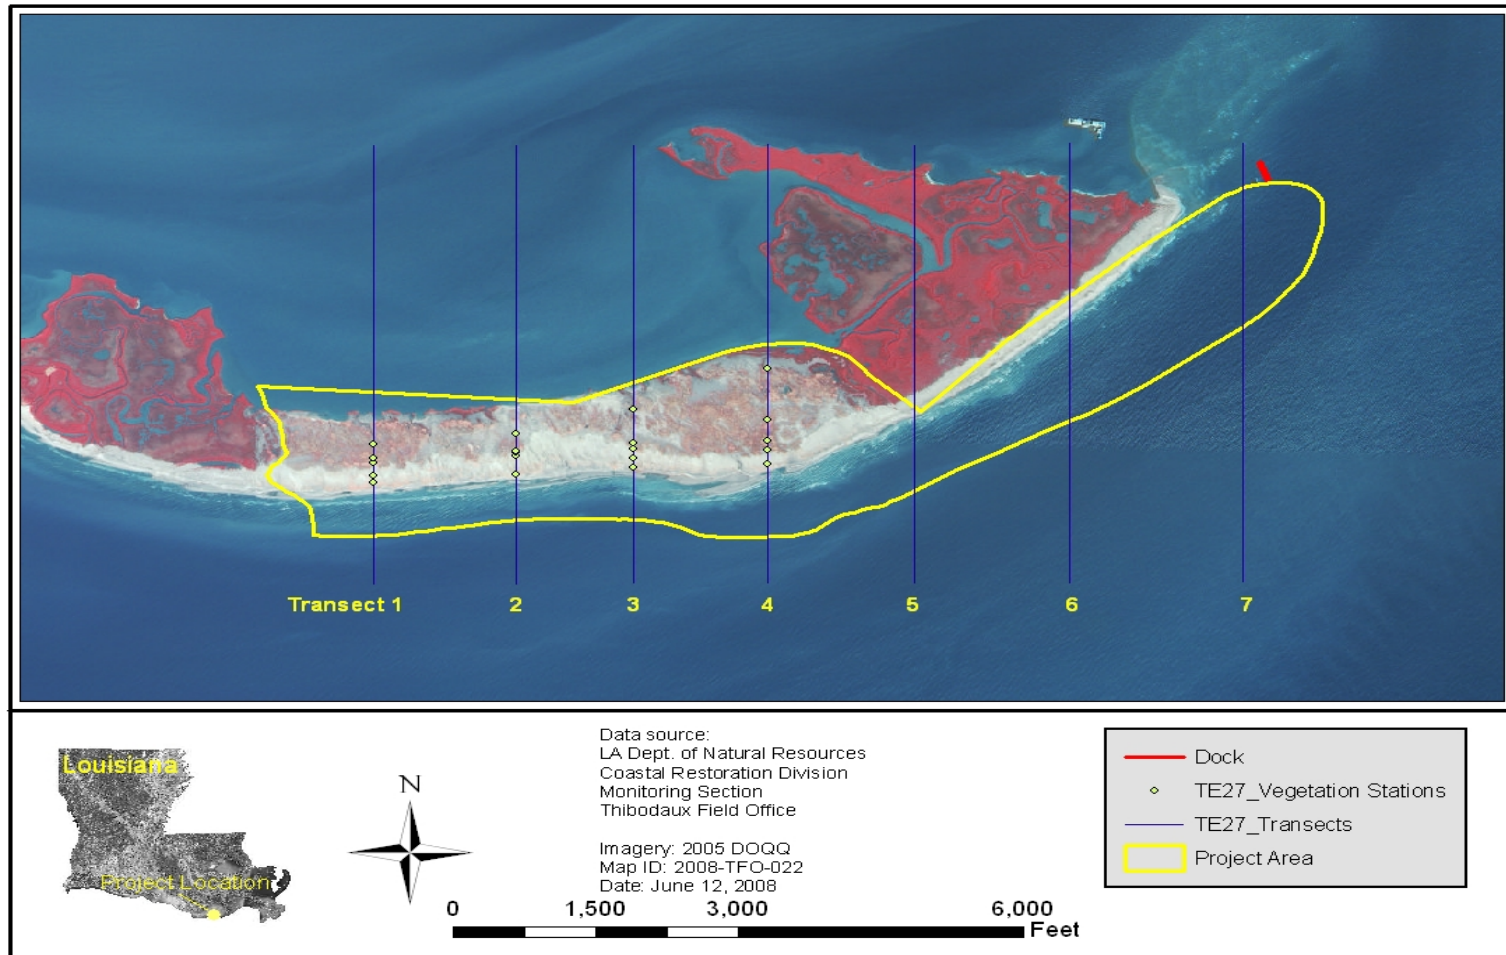 Transect 1 2 3 4 5 6 7
Louisiana
Project Location
N
Data source:
LA Dept. of Natural Resources
Coastal Restoration Division
Monitoring Section
Thibodaux Field Office
Imagery: 2005 DOQQ
Map ID: 2008-TFO-022
Date: June 12, 2008
0 1,500 3,000 6,000
Feet
Dock
TE27_Vegetation Stations
TE27_Transects
Project Area